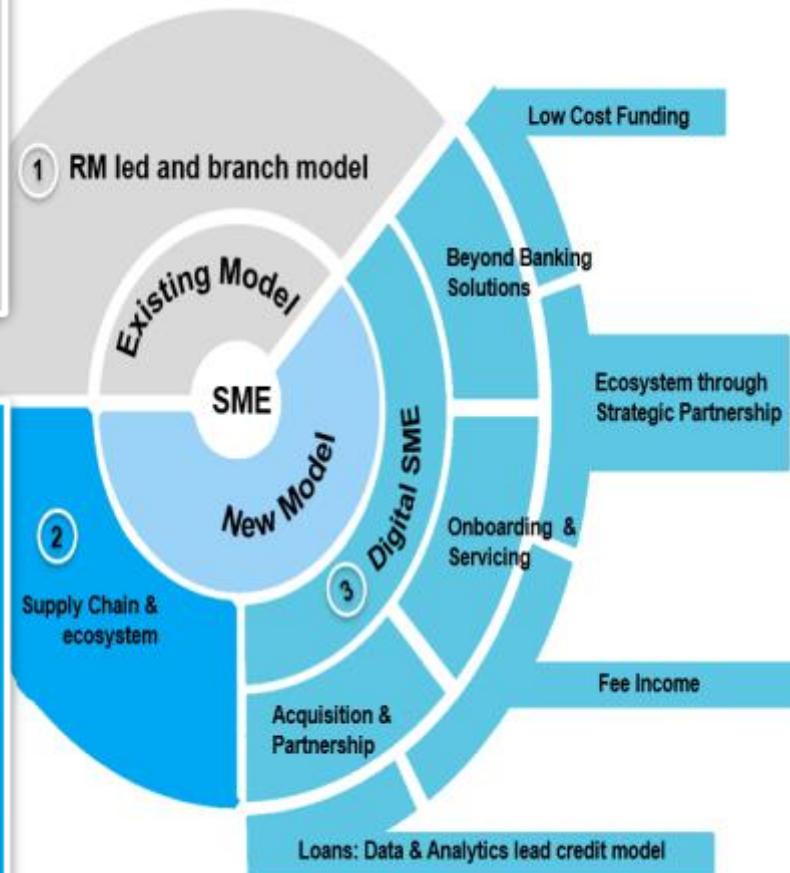 Low Cost Funding
1 RM led and branch model
Beyond Banking
Solutions
Existing Model
Ecosystem through
Strategic Partnership
SME
New Model
3 Digital SME
Onboarding &
Servicing
2
Supply Chain &
ecosystem
Fee Income
Acquisition &
Partnership
Loans: Data & Analytics lead credit model